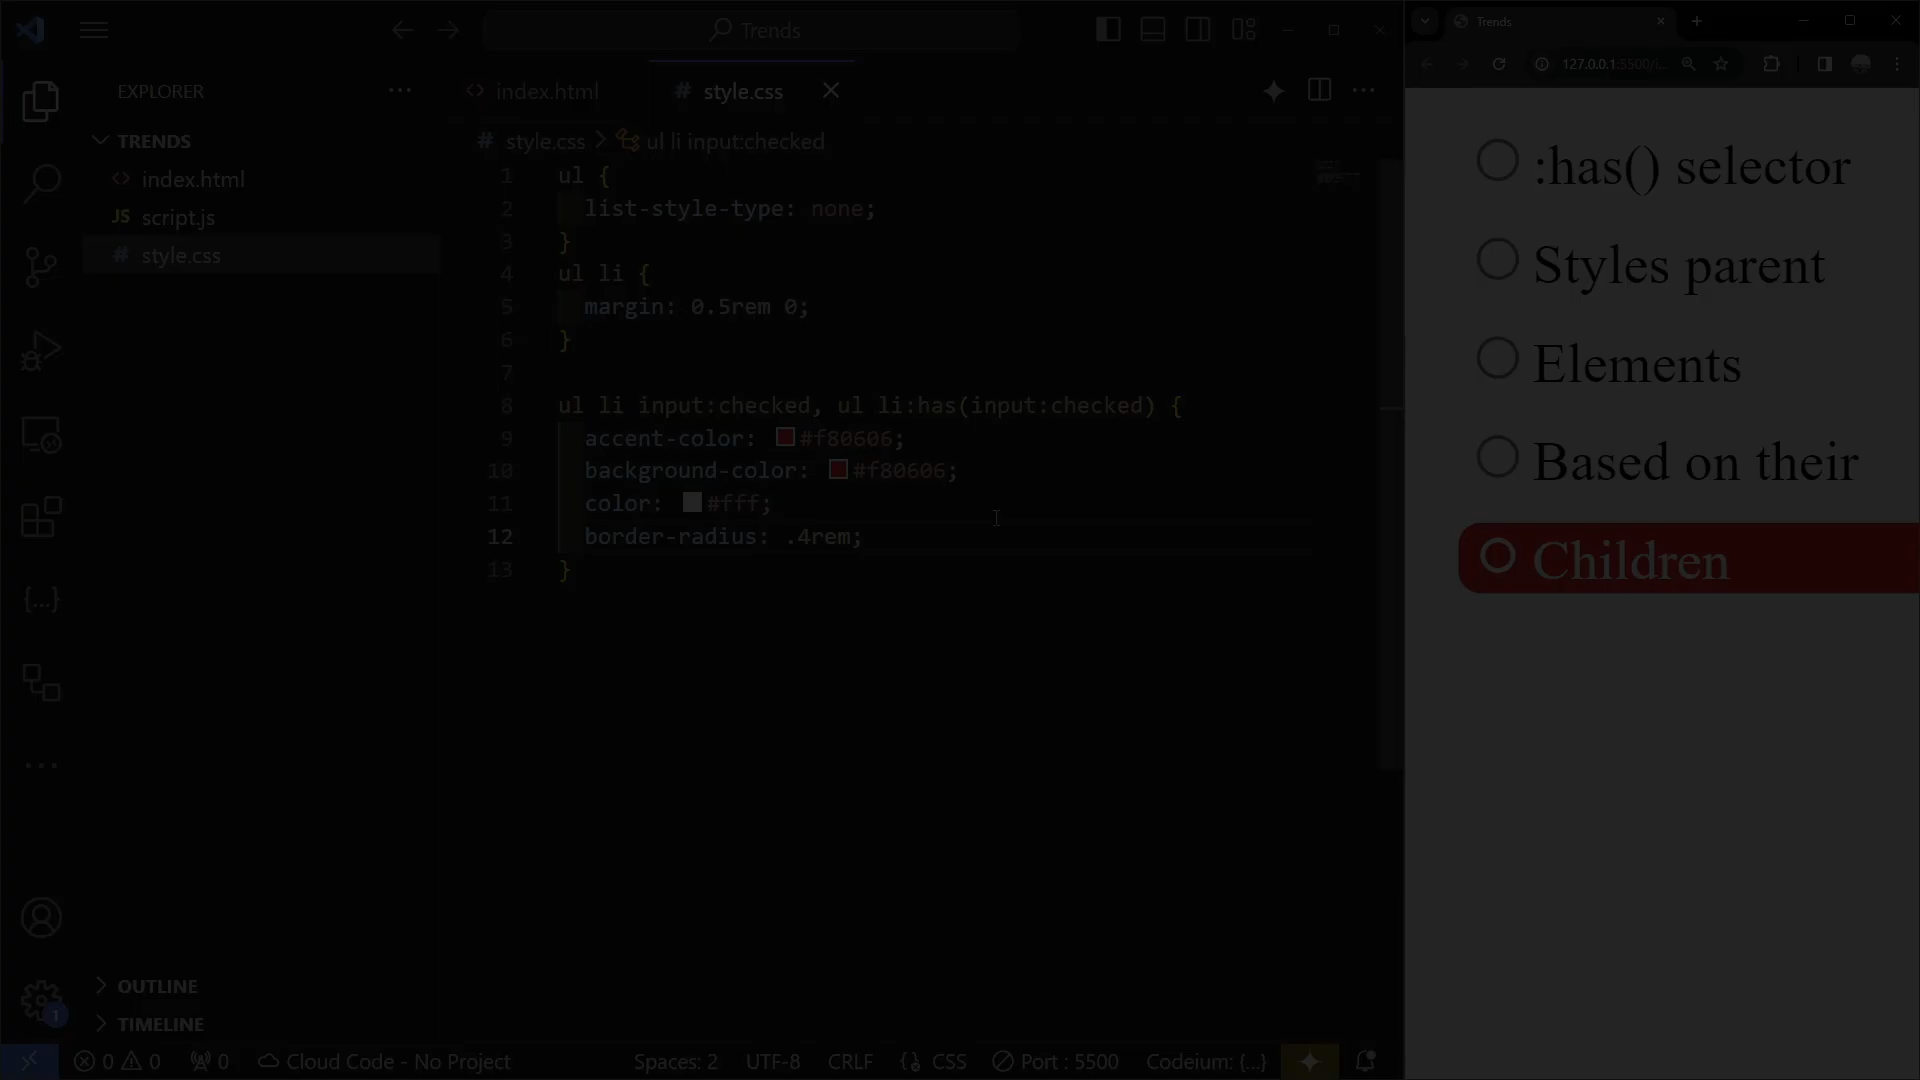 Trends
EXPLORER
TRENDS
index.html
JS script.js
# style.css
OUTLINE
TIMELINE
index.html
# style.css
# style.css > ul li input:checked
1 ul {
2 list-style-type: none;
3 }
4 ul li {
5 margin: 0.5rem 0;
6 }
7
8 ul li input:checked, ul li:has(input:checked) {
9 accent-color: #f80606;
10 background-color: #f80606;
11 color: #fff;
12 border-radius: .4rem;
13 }
1
0 0 0 Cloud Code - No Project Spaces: 2 UTF-8 CRLF {} CSS Port : 5500 Codeium: {...}
Trends
127.0.0.1:5500/i...
:has() selector
Styles parent
Elements
Based on their
Children